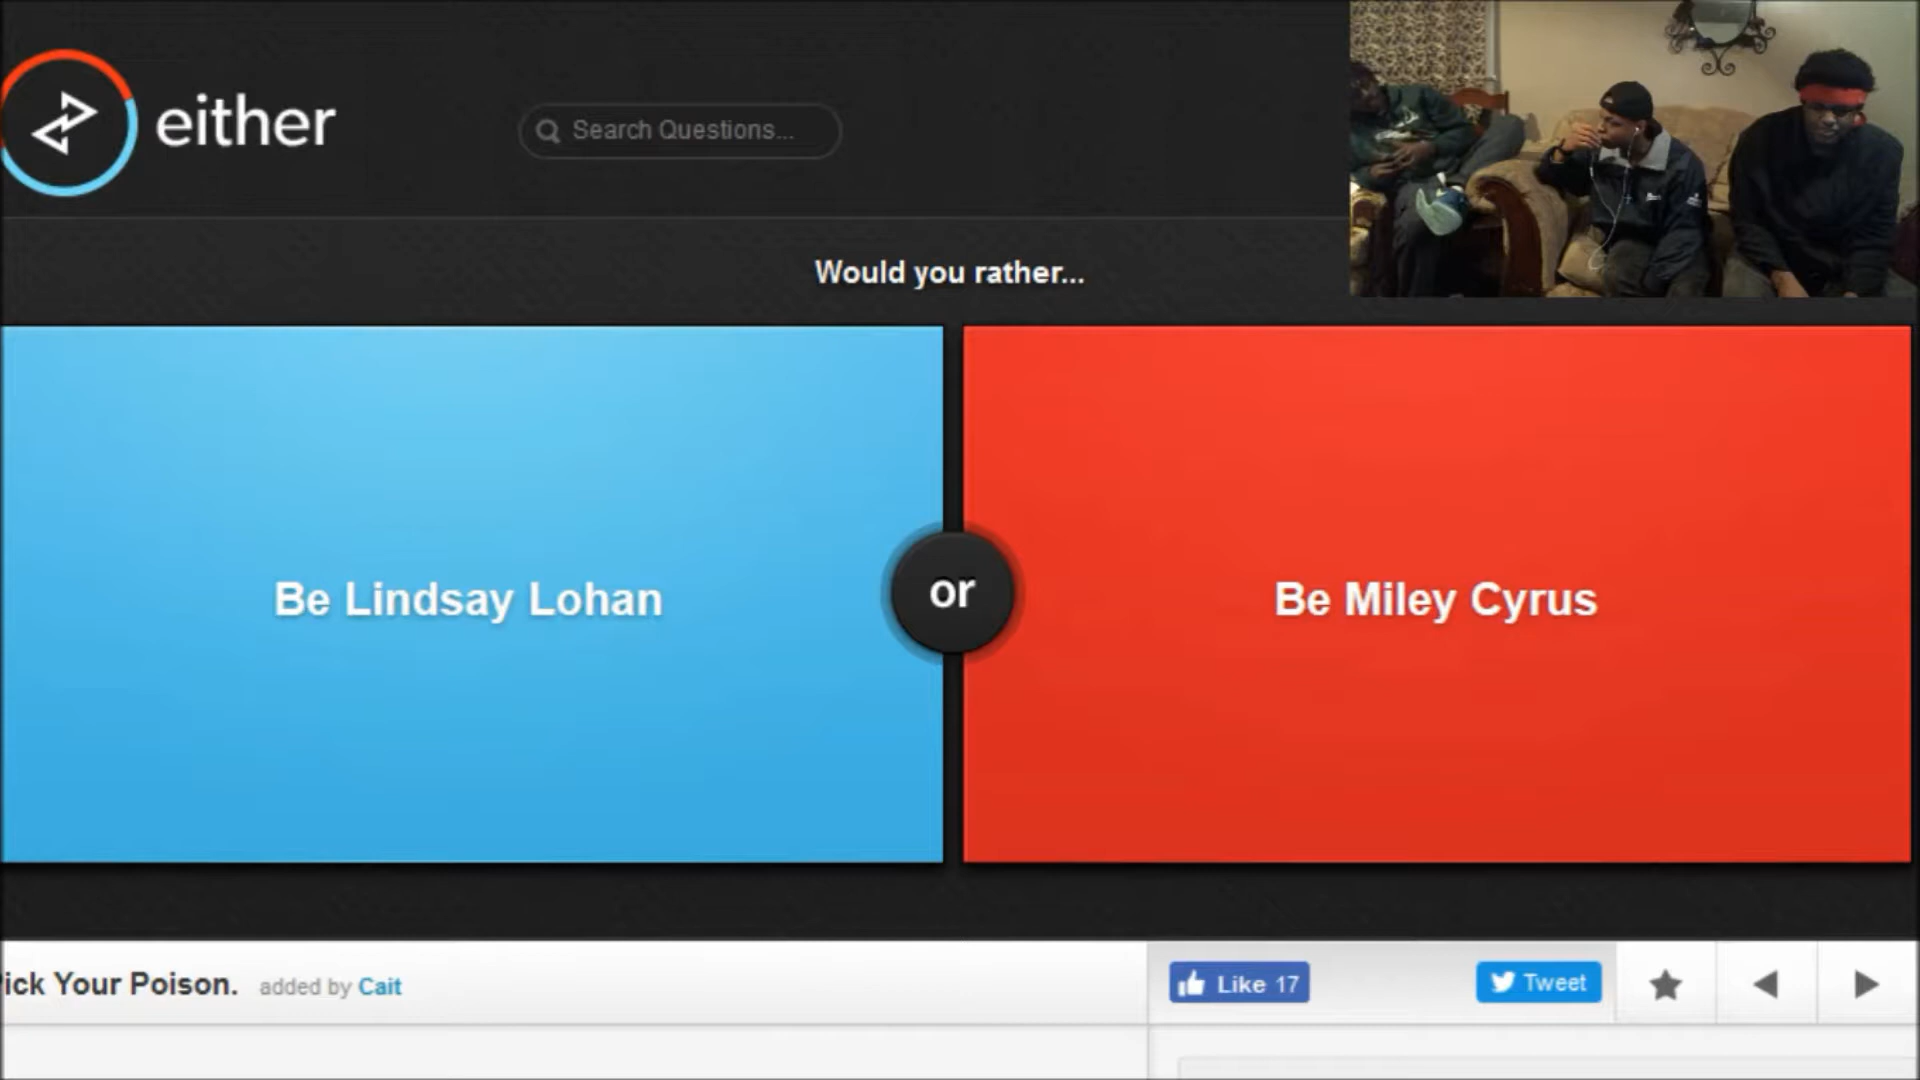 either
Search Questions...
Would you rather...
Be Lindsay Lohan
or
Be Miley Cyrus
ick Your Poison. added by Cait
Like 17
Tweet